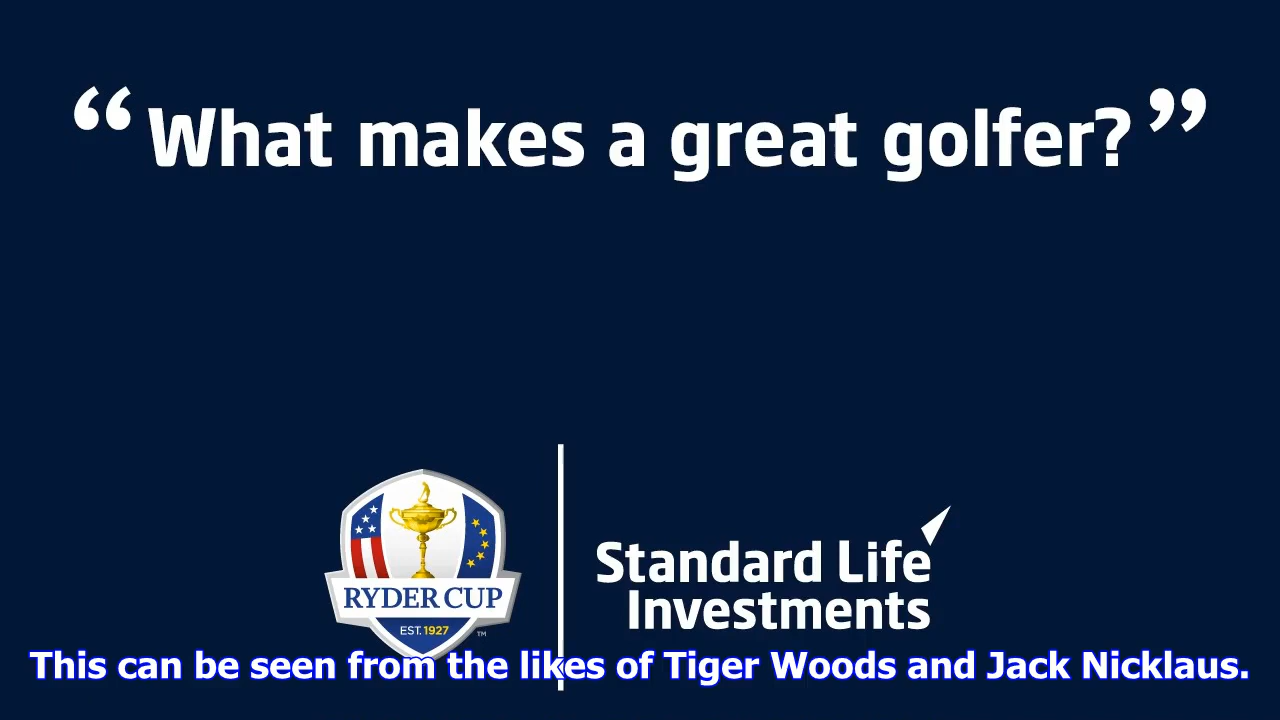 “What makes a great golfer?”
RYDER CUP
EST. 1927 ™
Standard Life
Investments
This can be seen from the likes of Tiger Woods and Jack Nicklaus.